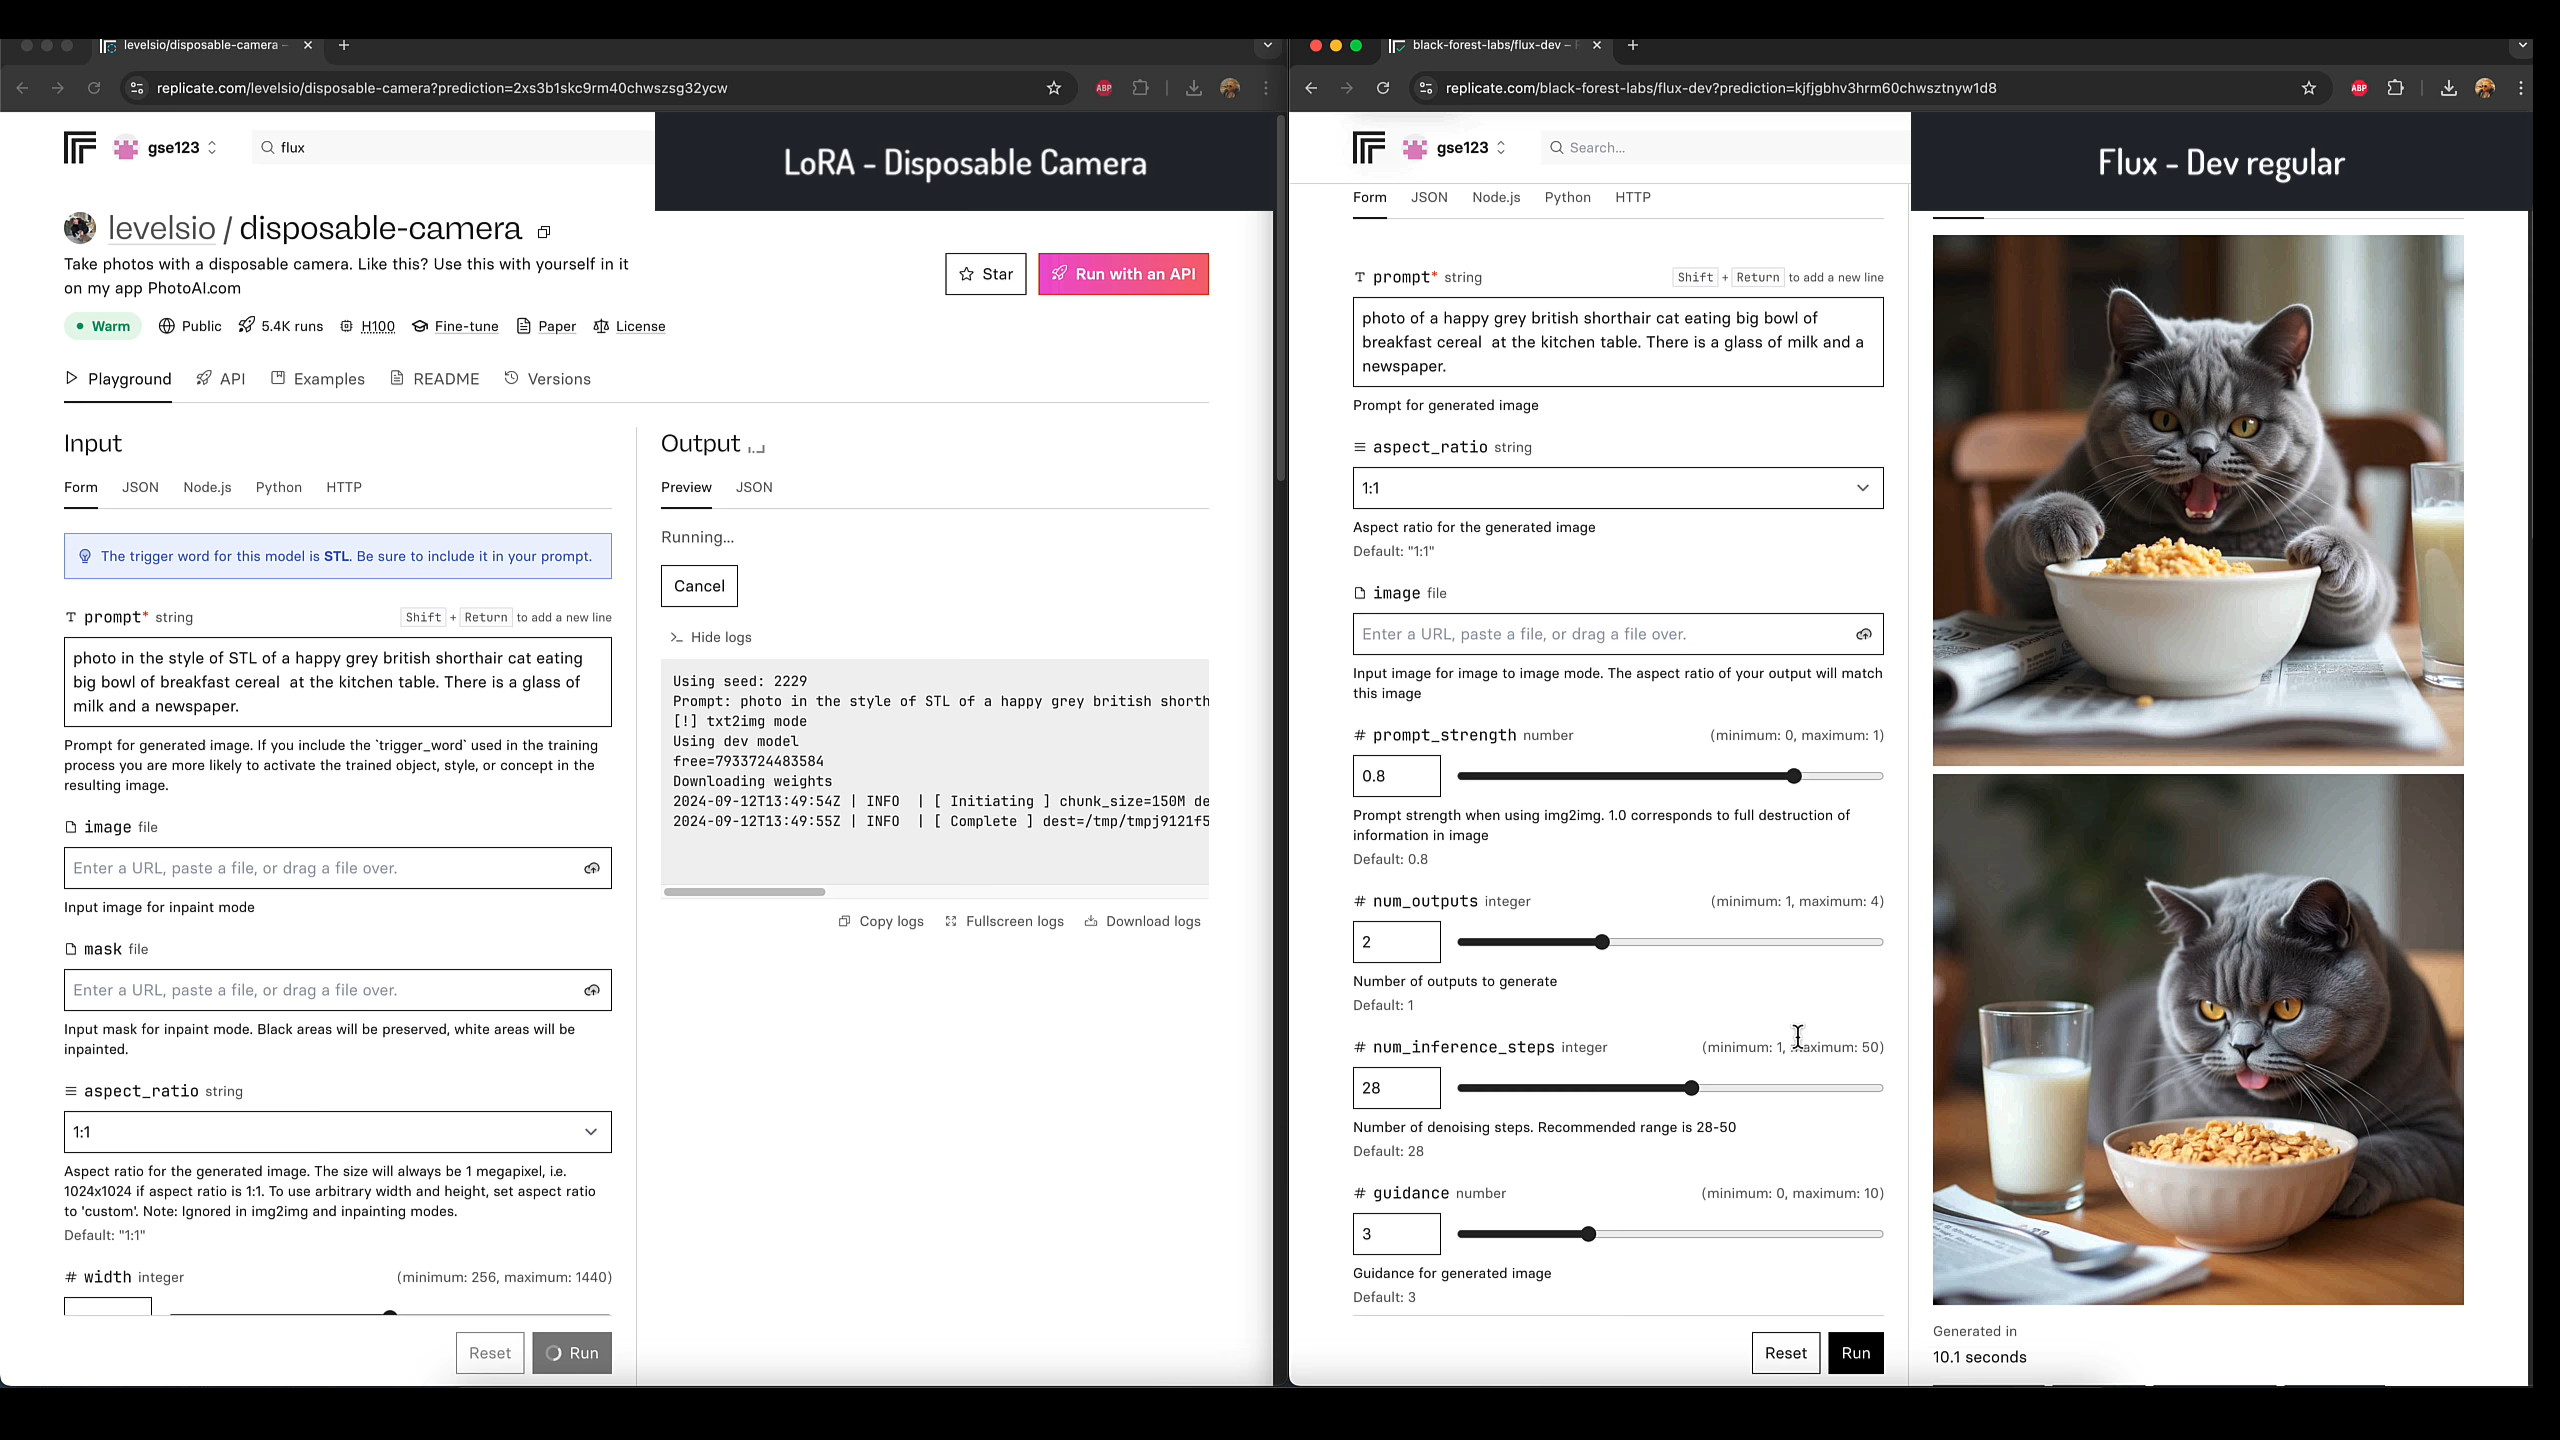 levelsio/disposable-camera –
replicate.com/levelsio/disposable-camera?prediction=2xs3b1skc9rm40chwszsg32ycw
ABP
gse123
flux
LoRA - Disposable Camera
levelsio / disposable-camera
Take photos with a disposable camera. Like this? Use this with yourself in it
on my app PhotoAI.com
Star
Run with an API
Warm
Public
5.4K runs
H100
Fine-tune
Paper
License
Playground
API
Examples
README
Versions
Input
Form
JSON
Node.js
Python
HTTP
The trigger word for this model is STL. Be sure to include it in your prompt.
prompt* string
Shift + Return to add a new line
photo in the style of STL of a happy grey british shorthair cat eating
big bowl of breakfast cereal  at the kitchen table. There is a glass of
milk and a newspaper.
Prompt for generated image. If you include the `trigger_word` used in the training
process you are more likely to activate the trained object, style, or concept in the
resulting image.
image file
Enter a URL, paste a file, or drag a file over.
Input image for inpaint mode
mask file
Enter a URL, paste a file, or drag a file over.
Input mask for inpaint mode. Black areas will be preserved, white areas will be
inpainted.
aspect_ratio string
1:1
Aspect ratio for the generated image. The size will always be 1 megapixel, i.e.
1024x1024 if aspect ratio is 1:1. To use arbitrary width and height, set aspect ratio
to 'custom'. Note: Ignored in img2img and inpainting modes.
Default: "1:1"
# width integer
(minimum: 256, maximum: 1440)
Reset
Run
Output
Preview
JSON
Running...
Cancel
Hide logs
Using seed: 2229
Prompt: photo in the style of STL of a happy grey british shorth
[!] txt2img mode
Using dev model
free=7933724483584
Downloading weights
2024-09-12T13:49:54Z | INFO  | [ Initiating ] chunk_size=150M de
2024-09-12T13:49:55Z | INFO  | [ Complete ] dest=/tmp/tmpj9121f5
Copy logs
Fullscreen logs
Download logs
black-forest-labs/flux-dev –
replicate.com/black-forest-labs/flux-dev?prediction=kjfjgbhv3hrm60chwsztnyw1d8
ABP
gse123
Search...
Flux - Dev regular
Form
JSON
Node.js
Python
HTTP
prompt* string
Shift + Return to add a new line
photo of a happy grey british shorthair cat eating big bowl of
breakfast cereal  at the kitchen table. There is a glass of milk and a
newspaper.
Prompt for generated image
aspect_ratio string
1:1
Aspect ratio for the generated image
Default: "1:1"
image file
Enter a URL, paste a file, or drag a file over.
Input image for image to image mode. The aspect ratio of your output will match
this image
# prompt_strength number
(minimum: 0, maximum: 1)
0.8
Prompt strength when using img2img. 1.0 corresponds to full destruction of
information in image
Default: 0.8
# num_outputs integer
(minimum: 1, maximum: 4)
2
Number of outputs to generate
Default: 1
# num_inference_steps integer
(minimum: 1, maximum: 50)
28
Number of denoising steps. Recommended range is 28-50
Default: 28
# guidance number
(minimum: 0, maximum: 10)
3
Guidance for generated image
Default: 3
Reset
Run
Generated in
10.1 seconds